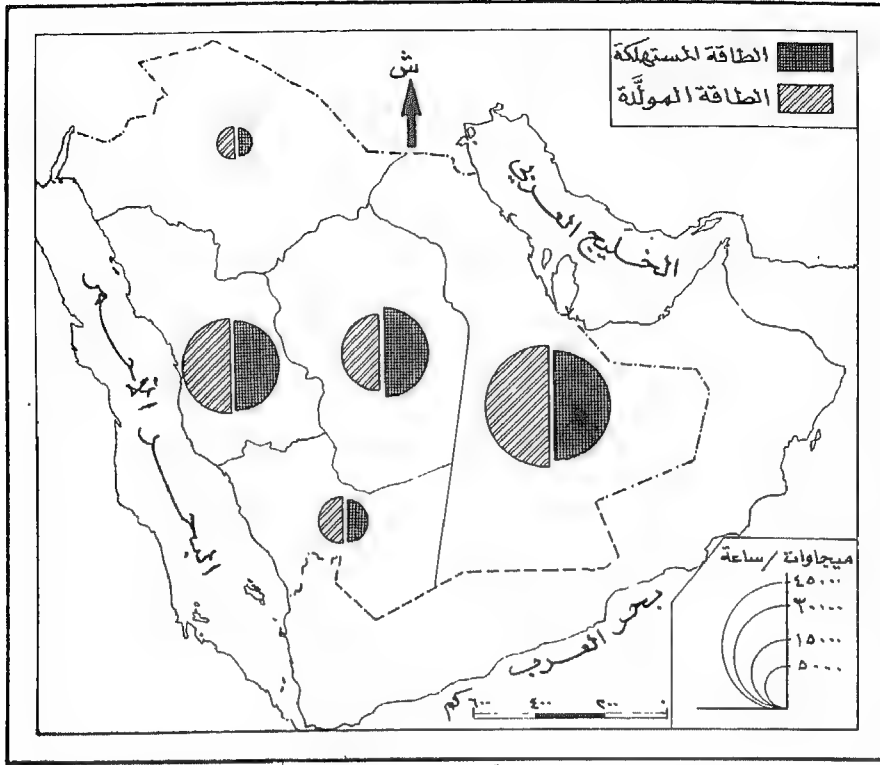 الطاقة المستهلكة
الطاقة المولَّدة
ش
الخليج العربي
البحر الأحمر
بحر العرب
ميجاوات/ساعة
٤٥٠٠٠
٣٠٠٠٠
١٥٠٠٠
٥٠٠٠
كم ٦٠٠ ٤٠٠ ٢٠٠ ٠